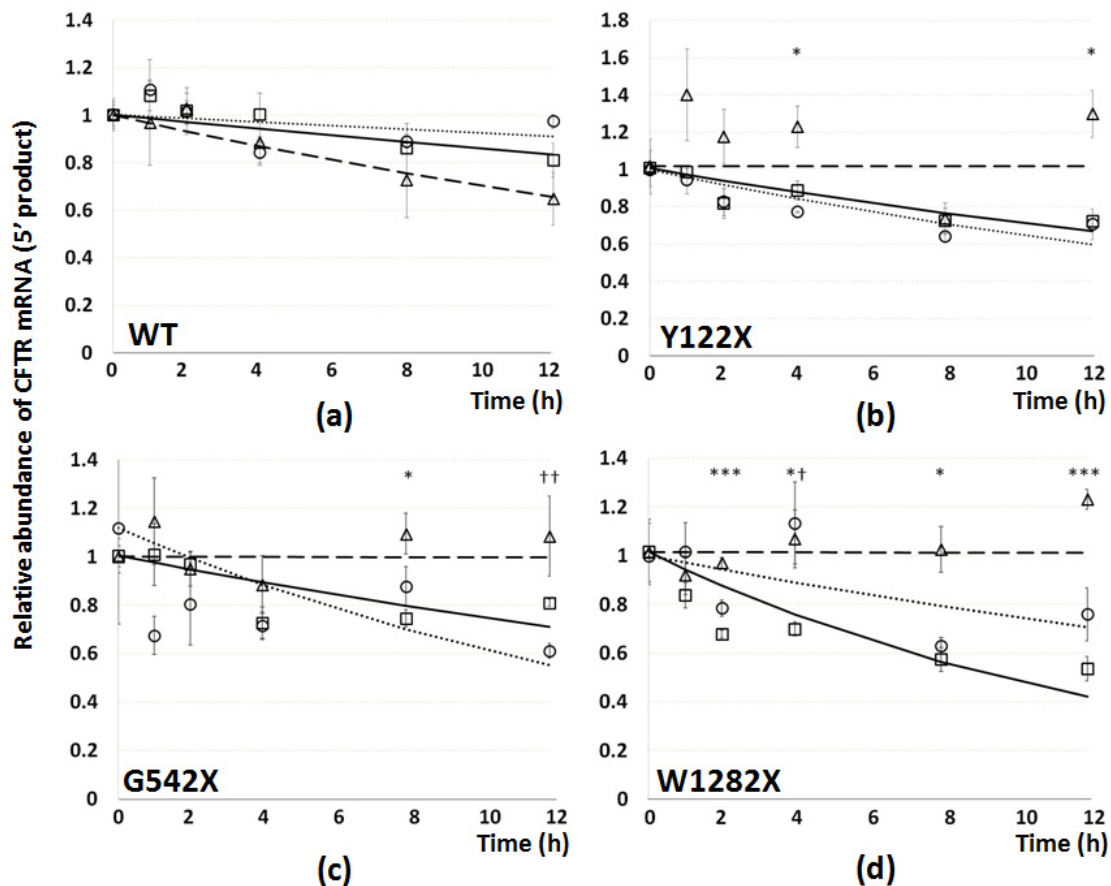 Relative abundance of CFTR mRNA (5' product)
1.4
1.2
1
0.8
0.6
0.4
0.2
0
WT
0 2 4 6 8 10 12
Time (h)
(a)
1.8
1.6
1.4
1.2
1
0.8
0.6
0.4
0.2
0
* *
Y122X
0 2 4 6 8 10 12
Time (h)
(b)
1.4
1.2
1
0.8
0.6
0.4
0.2
0
* ††
G542X
0 2 4 6 8 10 12
Time (h)
(c)
1.4
1.2
1
0.8
0.6
0.4
0.2
0
*** *† * ***
W1282X
0 2 4 6 8 10 12
Time (h)
(d)